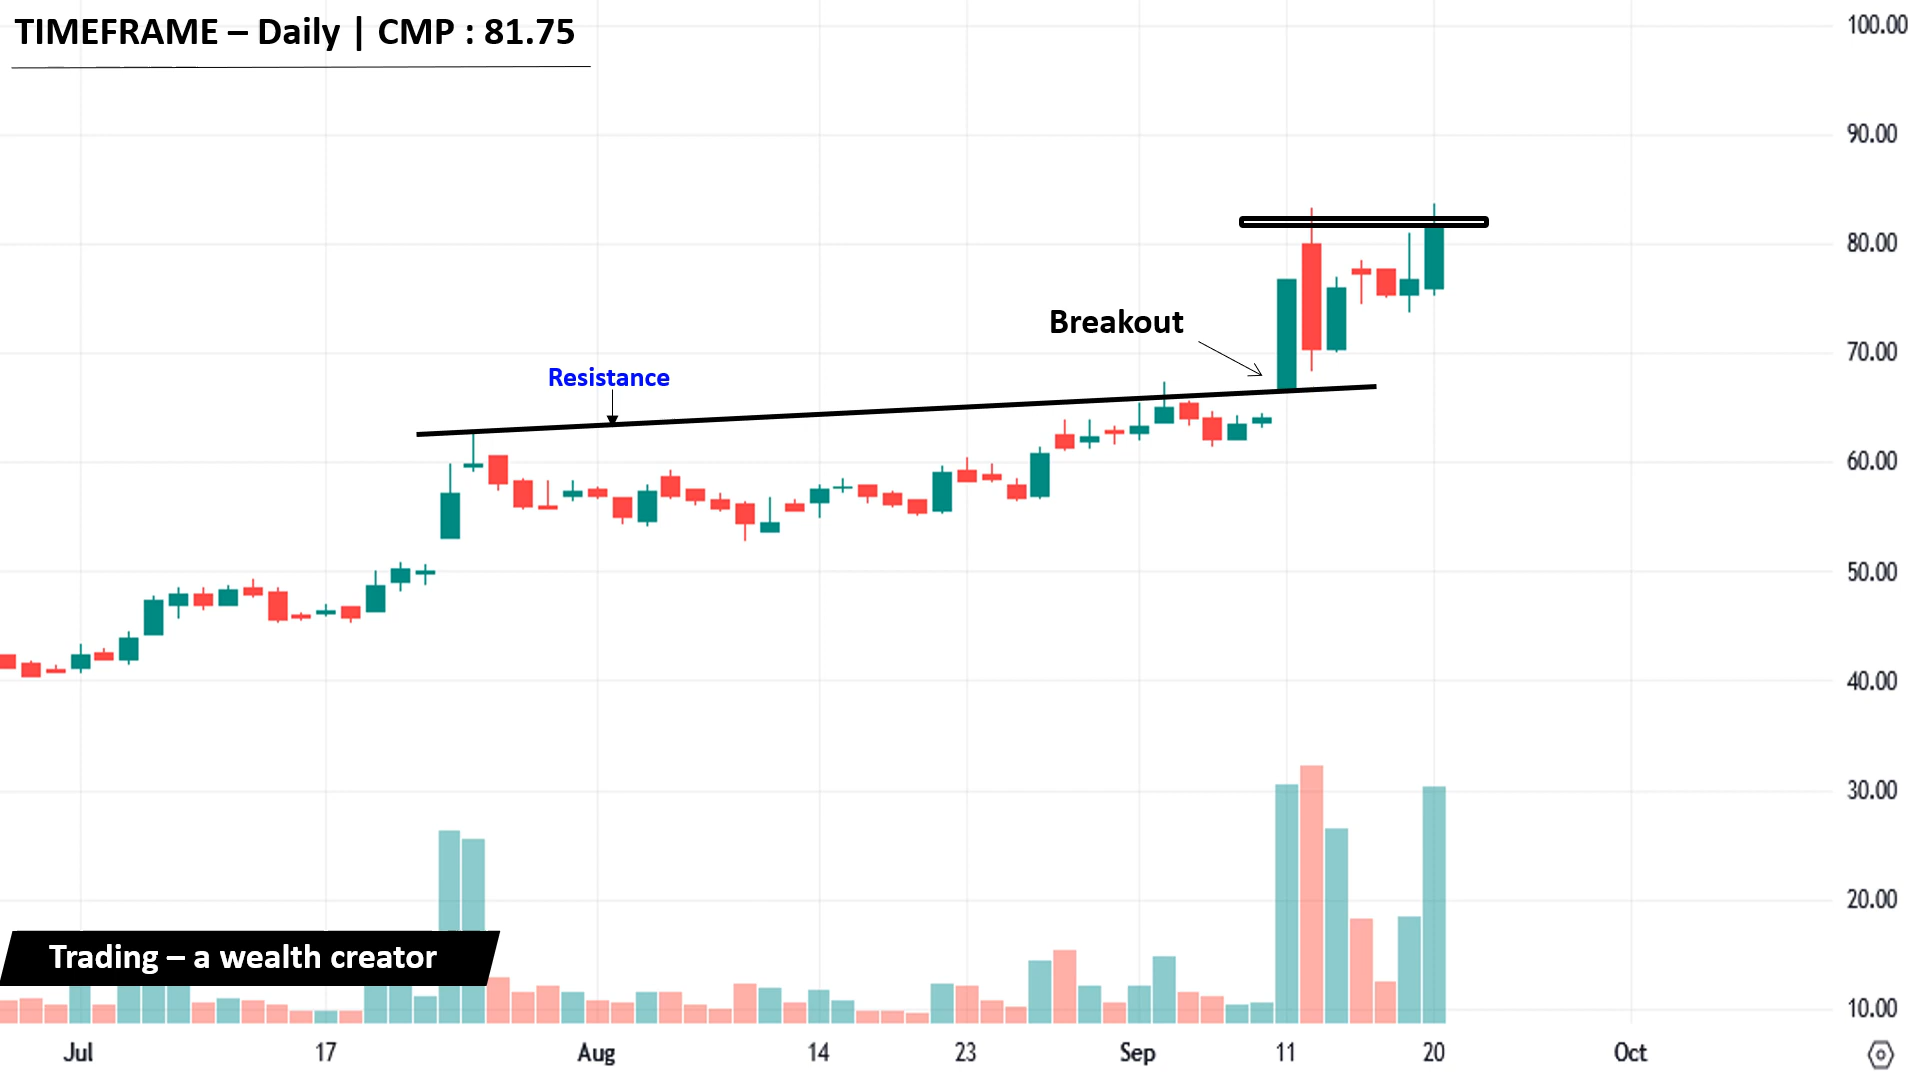 TIMEFRAME – Daily | CMP : 81.75
100.00
90.00
80.00
Breakout
70.00
Resistance
60.00
50.00
40.00
30.00
20.00
Trading – a wealth creator
10.00
Jul 17 Aug 14 23 Sep 11 20 Oct